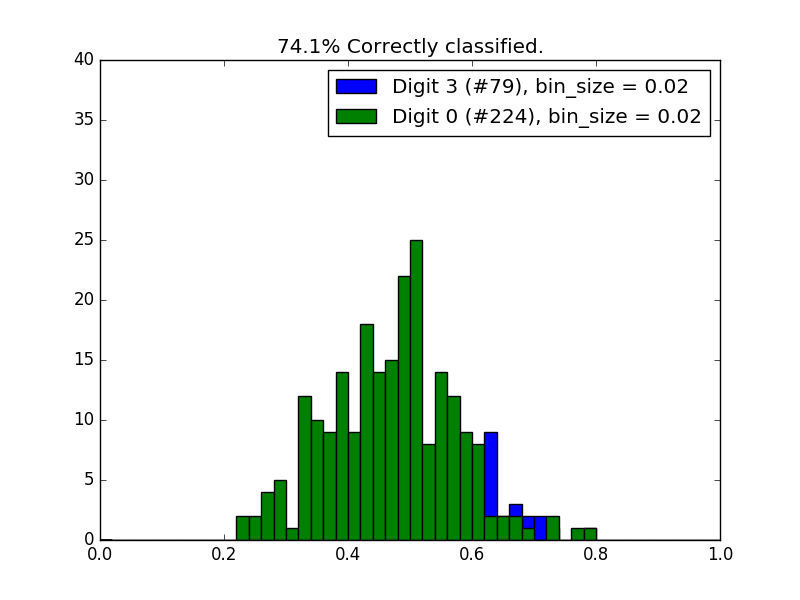 74.1% Correctly classified.
Digit 3 (#79), bin_size = 0.02
Digit 0 (#224), bin_size = 0.02
40
35
30
25
20
15
10
5
0
0.0 0.2 0.4 0.6 0.8 1.0